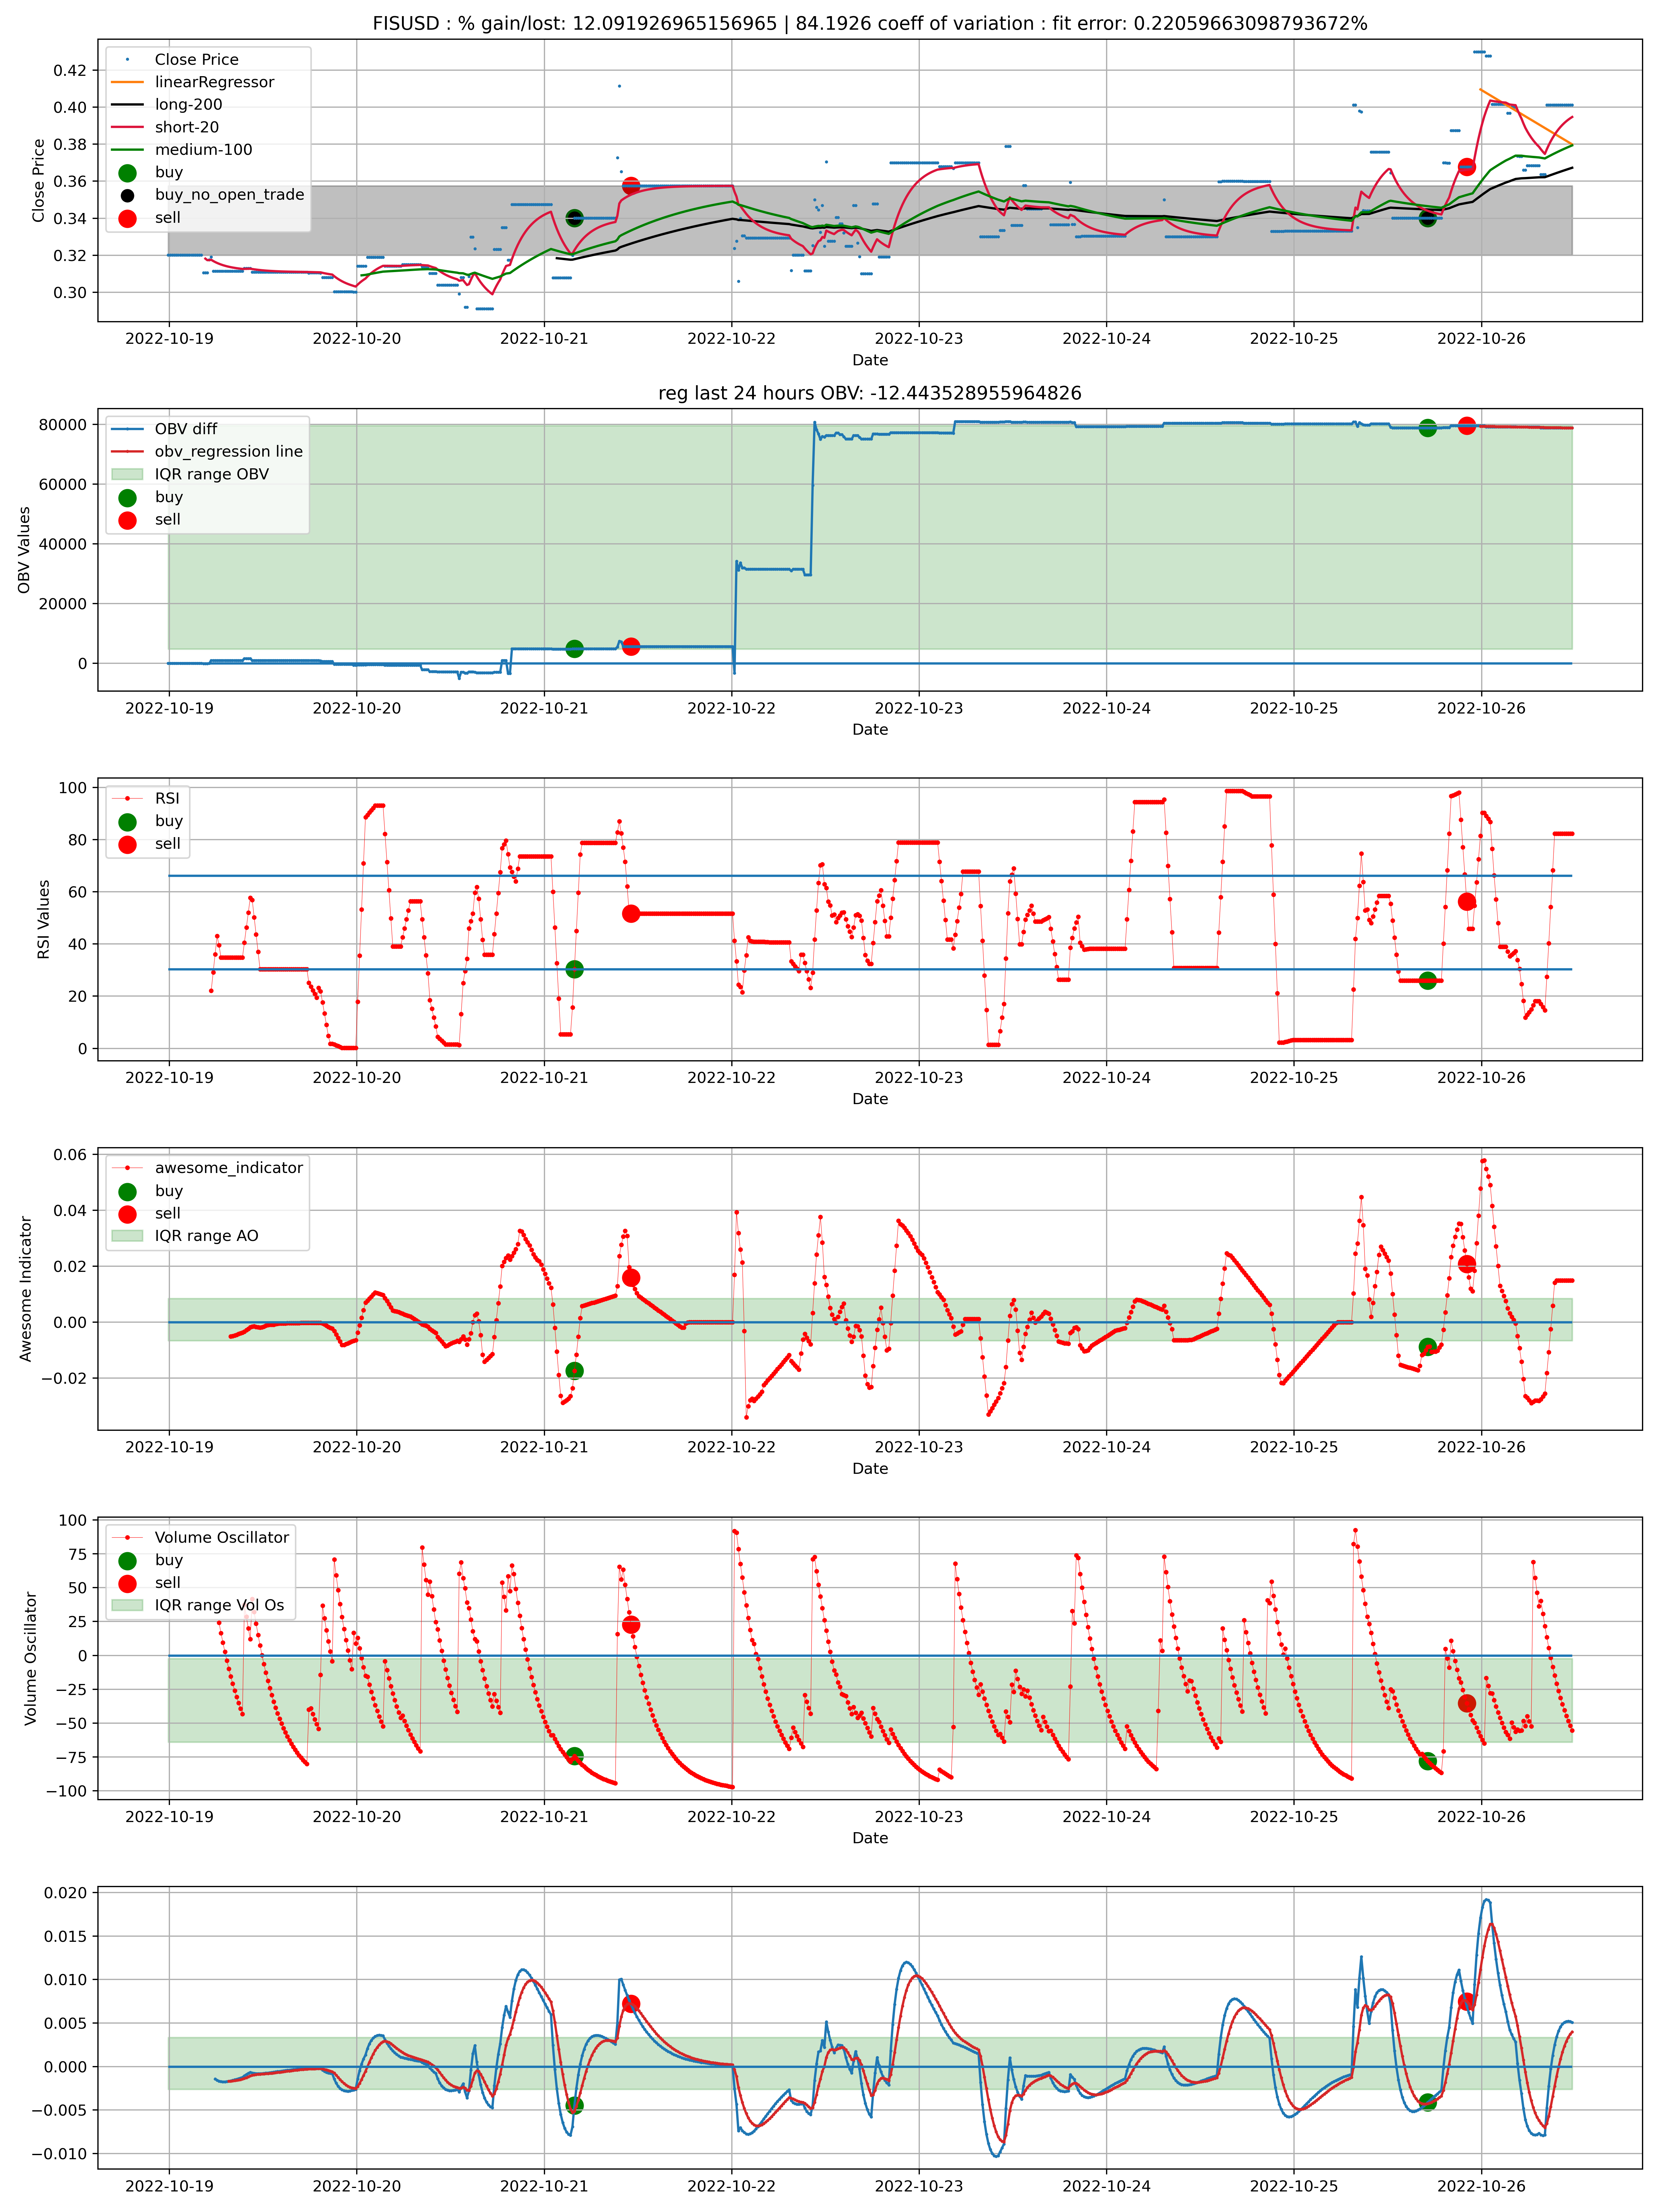 FISUSD : % gain/lost: 12.091926965156965 | 84.1926 coeff of variation : fit error: 0.22059663098793672%
Close Price
linearRegressor
long-200
short-20
medium-100
buy
buy_no_open_trade
sell
Close Price
0.42
0.40
0.38
0.36
0.34
0.32
0.30
2022-10-19 2022-10-20 2022-10-21 2022-10-22 2022-10-23 2022-10-24 2022-10-25 2022-10-26
Date
reg last 24 hours OBV: -12.443528955964826
OBV diff
obv_regression line
IQR range OBV
buy
sell
OBV Values
80000
60000
40000
20000
0
2022-10-19 2022-10-20 2022-10-21 2022-10-22 2022-10-23 2022-10-24 2022-10-25 2022-10-26
Date
RSI
buy
sell
RSI Values
100
80
60
40
20
0
2022-10-19 2022-10-20 2022-10-21 2022-10-22 2022-10-23 2022-10-24 2022-10-25 2022-10-26
Date
awesome_indicator
buy
sell
IQR range AO
Awesome Indicator
0.06
0.04
0.02
0.00
−0.02
2022-10-19 2022-10-20 2022-10-21 2022-10-22 2022-10-23 2022-10-24 2022-10-25 2022-10-26
Date
Volume Oscillator
buy
sell
IQR range Vol Os
Volume Oscillator
100
75
50
25
0
−25
−50
−75
−100
2022-10-19 2022-10-20 2022-10-21 2022-10-22 2022-10-23 2022-10-24 2022-10-25 2022-10-26
Date
0.020
0.015
0.010
0.005
0.000
−0.005
−0.010
2022-10-19 2022-10-20 2022-10-21 2022-10-22 2022-10-23 2022-10-24 2022-10-25 2022-10-26